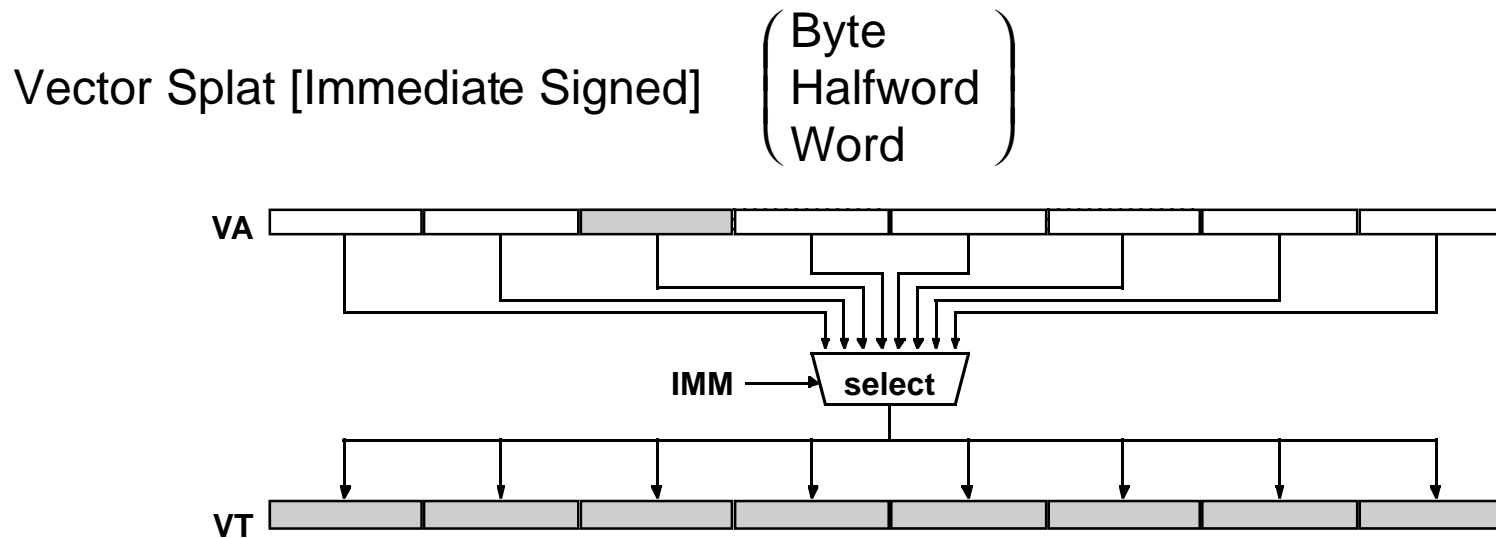 Byte
Vector Splat [Immediate Signed] Halfword
Word
VA
IMM select
VT